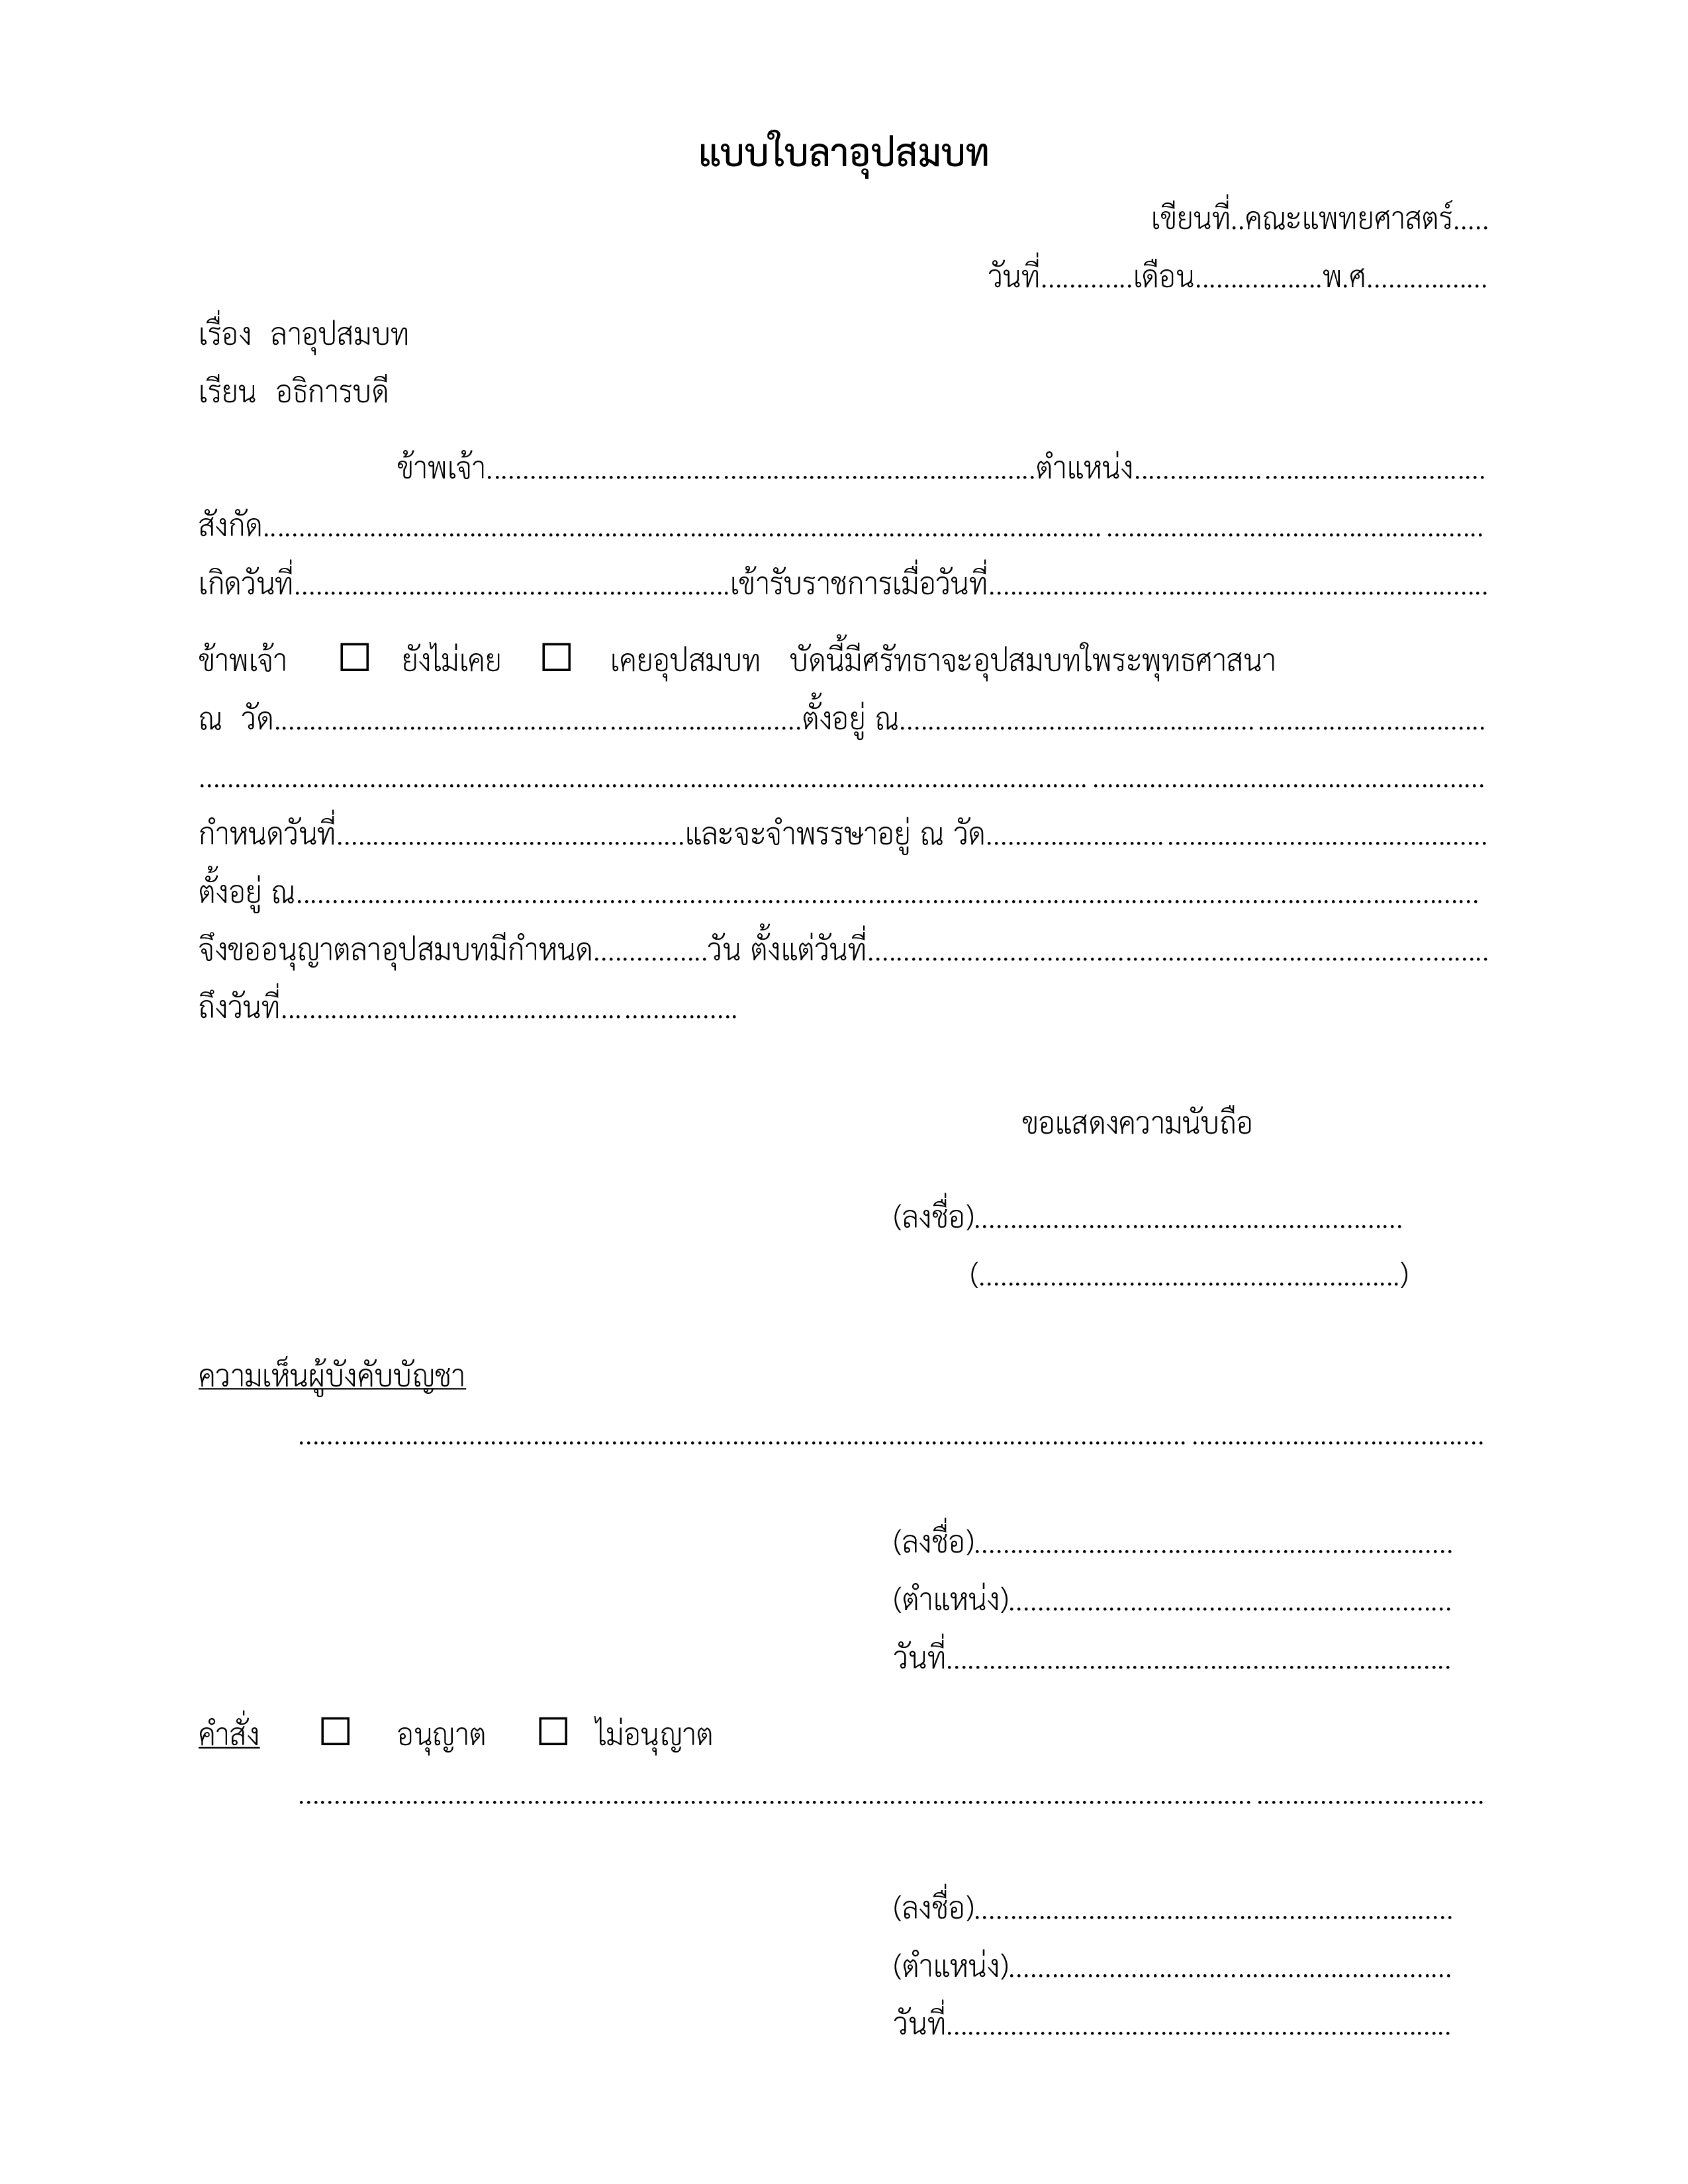 แบบใบลาอุปสมบท
เขียนที่..คณะแพทยศาสตร์.....
วันที่.............เดือน..................พ.ศ.................
เรื่อง ลาอุปสมบท
เรียน อธิการบดี
ข้าพเจ้า.............................................................................ตำแหน่ง.................................................
สังกัด...........................................................................................................................................................................
เกิดวันที่.............................................................เข้ารับราชการเมื่อวันที่......................................................................
ข้าพเจ้า ☐ ยังไม่เคย ☐ เคยอุปสมบท บัดนี้มีศรัทธาจะอุปสมบทใพระพุทธศาสนา
ณ วัด..........................................................................ตั้งอยู่ ณ..................................................................................
....................................................................................................................................................................................
กำหนดวันที่.................................................และจะจำพรรษาอยู่ ณ วัด......................................................................
ตั้งอยู่ ณ.....................................................................................................................................................................
จึงขออนุญาตลาอุปสมบทมีกำหนด................วัน ตั้งแต่วันที่.......................................................................................
ถึงวันที่................................................................
ขอแสดงความนับถือ
(ลงชื่อ)............................................................
(...........................................................)
ความเห็นผู้บังคับบัญชา
......................................................................................................................................................................
(ลงชื่อ)...................................................................
(ตำแหน่ง)..............................................................
วันที่.......................................................................
คำสั่ง ☐ อนุญาต ☐ ไม่อนุญาต
......................................................................................................................................................................
(ลงชื่อ)...................................................................
(ตำแหน่ง)..............................................................
วันที่.......................................................................